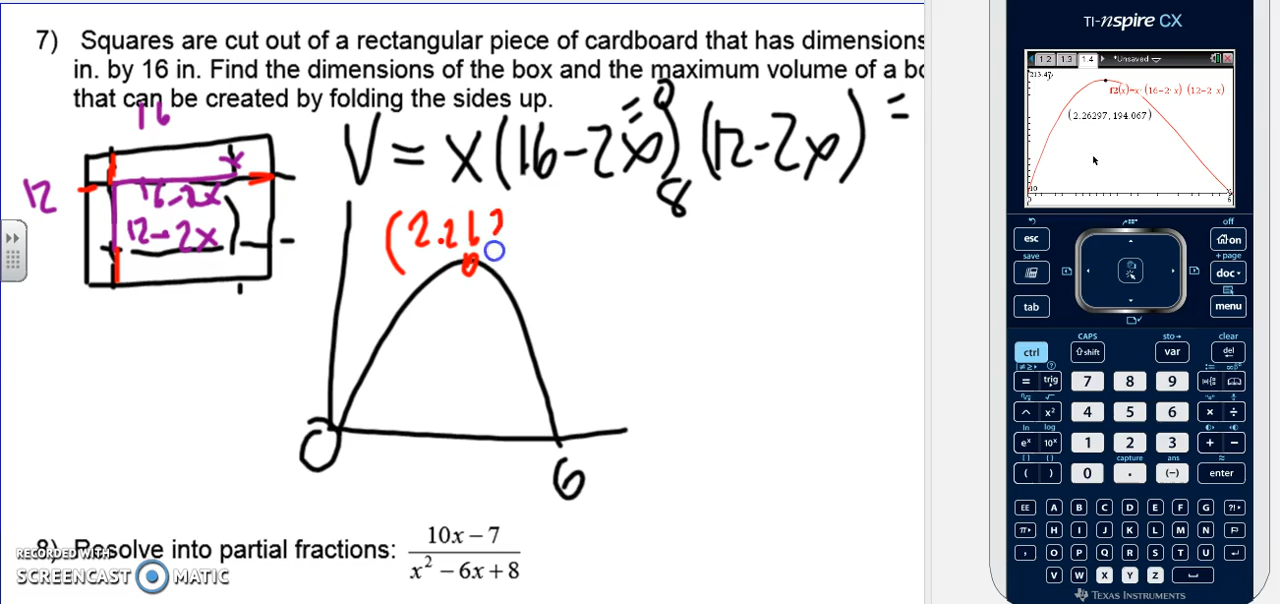 7) Squares are cut out of a rectangular piece of cardboard that has dimensions
in. by 16 in. Find the dimensions of the box and the maximum volume of a bo
that can be created by folding the sides up.
16
12
x
16-2x
12-2x
V = x(16-2x)(12-2x) =
= 0
8
(2.26,
0
6
8) Resolve into partial fractions: 10x - 7
x² - 6x + 8
RECORDED WITH
SCREENCAST MATIC
TI-nspire CX
1.2 1.3 1.4 *Unsaved
213.47 y
f2(x)=x·(16-2·x)·(12-2·x)
(2.26297, 194.067)
10
6
esc
off
on
save
+page
doc
tab
menu
ctrl
CAPS
shift
sto→
var
clear
del
= trig 7 8 9
^ x² 4 5 6 × ÷
ln log
eˣ 10ˣ 1 2 3 + −
capture ans ≈
( ) 0 . (−) enter
EE A B C D E F G ?!
π H I J K L M N
, O P Q R S T U
V W X Y Z
TEXAS INSTRUMENTS